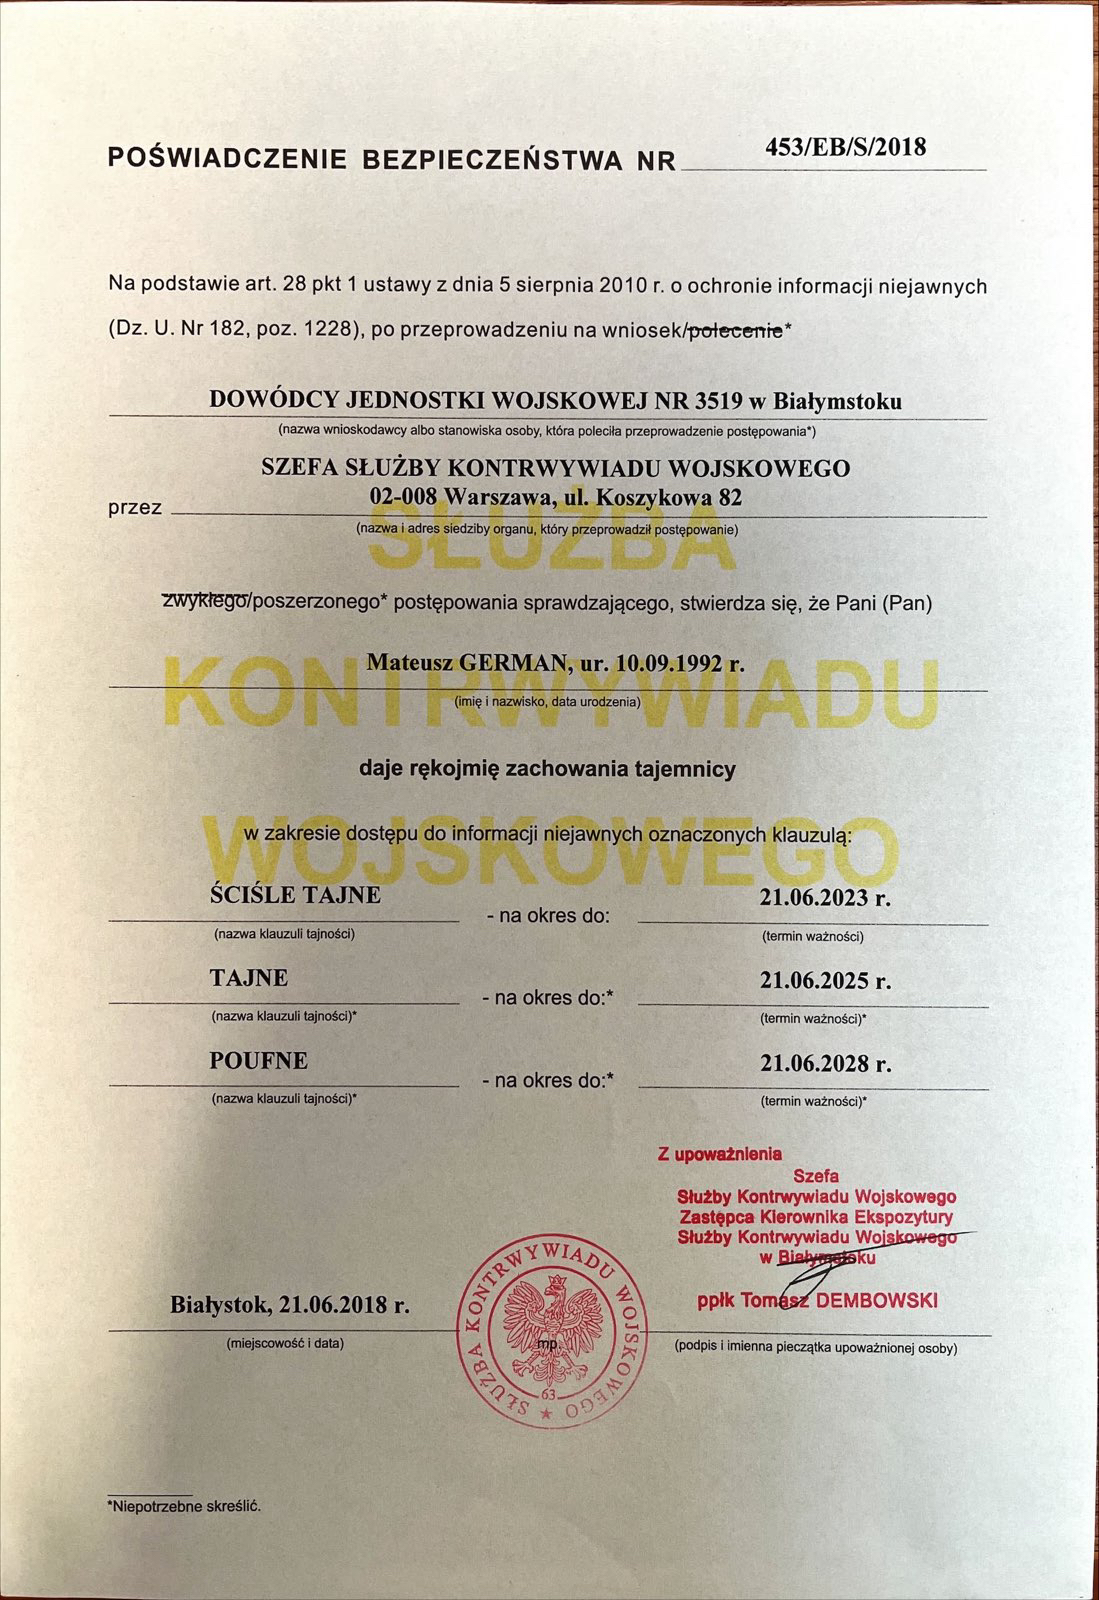 POŚWIADCZENIE BEZPIECZEŃSTWA NR 453/EB/S/2018
Na podstawie art. 28 pkt 1 ustawy z dnia 5 sierpnia 2010 r. o ochronie informacji niejawnych
(Dz. U. Nr 182, poz. 1228), po przeprowadzeniu na wniosek/polecenie*
DOWÓDCY JEDNOSTKI WOJSKOWEJ NR 3519 w Białymstoku
(nazwa wnioskodawcy albo stanowiska osoby, która poleciła przeprowadzenie postępowania*)
SZEFA SŁUŻBY KONTRWYWIADU WOJSKOWEGO
02-008 Warszawa, ul. Koszykowa 82
przez
(nazwa i adres siedziby organu, który przeprowadził postępowanie)
SŁUŻBA
zwykłego/poszerzonego* postępowania sprawdzającego, stwierdza się, że Pani (Pan)
Mateusz GERMAN, ur. 10.09.1992 r.
KONTRWYWIADU
(imię i nazwisko, data urodzenia)
daje rękojmię zachowania tajemnicy
w zakresie dostępu do informacji niejawnych oznaczonych klauzulą:
WOJSKOWEGO
ŚCIŚLE TAJNE - na okres do: 21.06.2023 r.
(nazwa klauzuli tajności) (termin ważności)
TAJNE - na okres do:* 21.06.2025 r.
(nazwa klauzuli tajności)* (termin ważności)*
POUFNE - na okres do:* 21.06.2028 r.
(nazwa klauzuli tajności)* (termin ważności)*
Z upoważnienia
Szefa
Służby Kontrwywiadu Wojskowego
Zastępca Kierownika Ekspozytury
Służby Kontrwywiadu Wojskowego
w Białymstoku
ppłk Tomasz DEMBOWSKI
Białystok, 21.06.2018 r.
SŁUŻBA KONTRWYWIADU WOJSKOWEGO
mp.
63
(miejscowość i data) (podpis i imienna pieczątka upoważnionej osoby)
*Niepotrzebne skreślić.